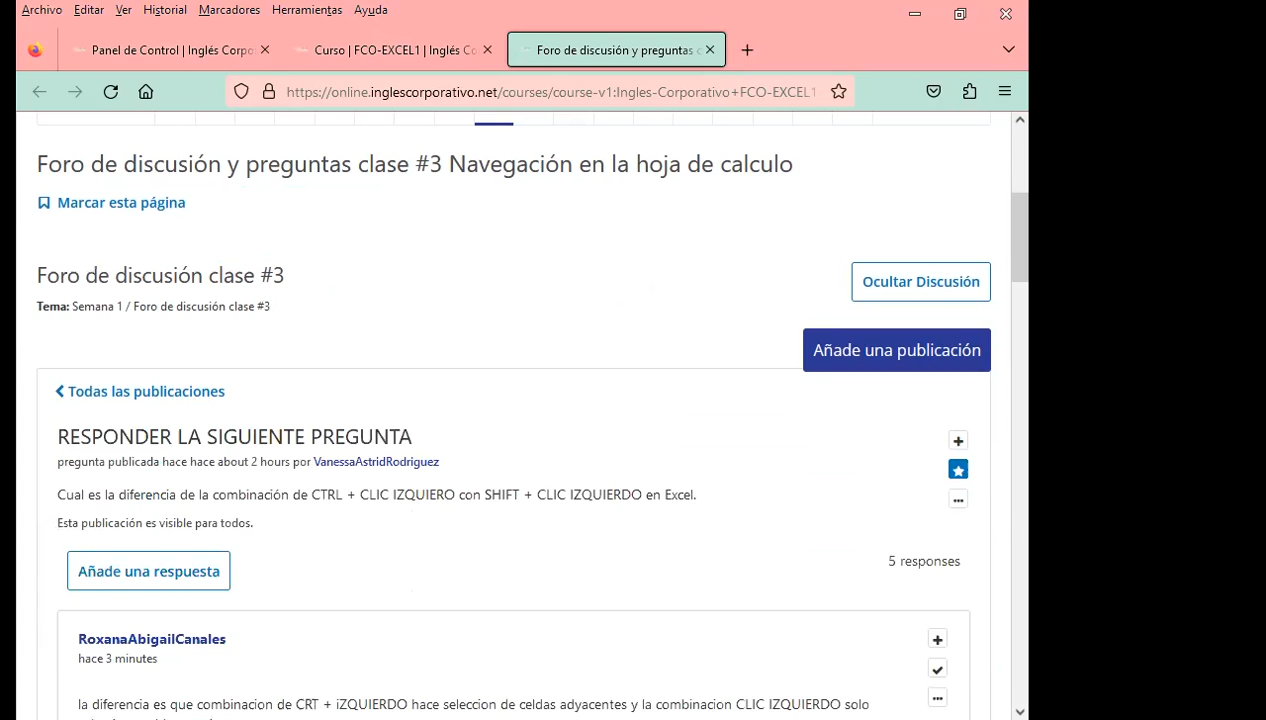 Archivo Editar Ver Historial Marcadores Herramientas Ayuda
Panel de Control | Inglés Corpo
Curso | FCO-EXCEL1 | Inglés Co
Foro de discusión y preguntas c
https://online.inglescorporativo.net/courses/course-v1:Ingles-Corporativo+FCO-EXCEL1
Foro de discusión y preguntas clase #3 Navegación en la hoja de calculo
Marcar esta página
Foro de discusión clase #3
Ocultar Discusión
Tema: Semana 1 / Foro de discusión clase #3
Añade una publicación
Todas las publicaciones
RESPONDER LA SIGUIENTE PREGUNTA
pregunta publicada hace hace about 2 hours por VanessaAstridRodriguez
Cual es la diferencia de la combinación de CTRL + CLIC IZQUIERO con SHIFT + CLIC IZQUIERDO en Excel.
Esta publicación es visible para todos.
Añade una respuesta
5 responses
RoxanaAbigailCanales
hace 3 minutes
la diferencia es que combinacion de CRT + iZQUIERDO hace seleccion de celdas adyacentes y la combinacion CLIC IZQUIERDO solo